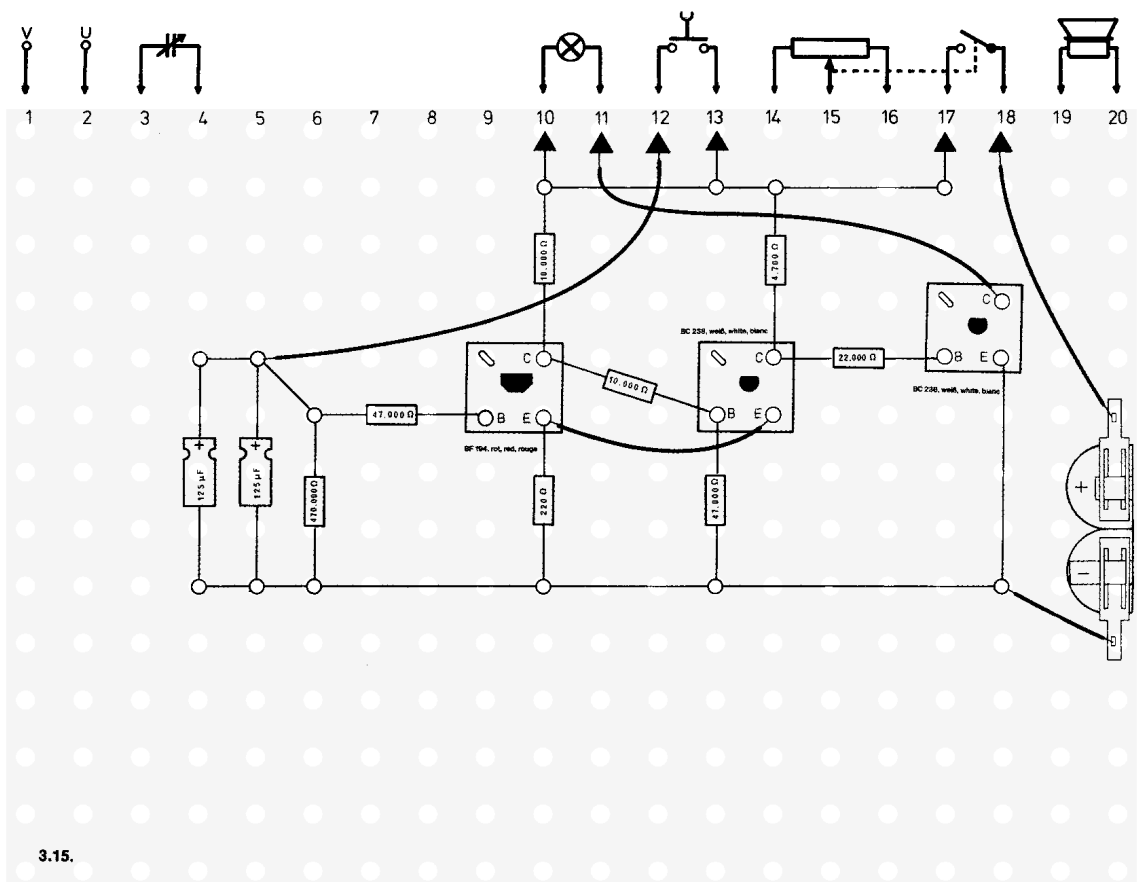 V U
1 2 3 4 5 6 7 8 9 10 11 12 13 14 15 16 17 18 19 20
10.000 Ω
4.700 Ω
C
BC 238, weiß, white, blanc
C
C
22.000 Ω
B E
10.000 Ω
BC 238, weiß, white, blanc
47.000 Ω
B E
B E
BF 194, rot, red, rouge
+ +
125 µF
125 µF
470.000 Ω
220 Ω
47.000 Ω
+
−
3.15.